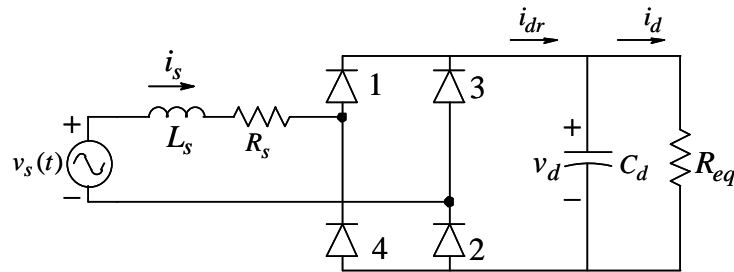 i_dr
i_d
i_s
1
3
+
L_s
R_s
v_s(t)
−
+
v_d
C_d
R_eq
−
4
2